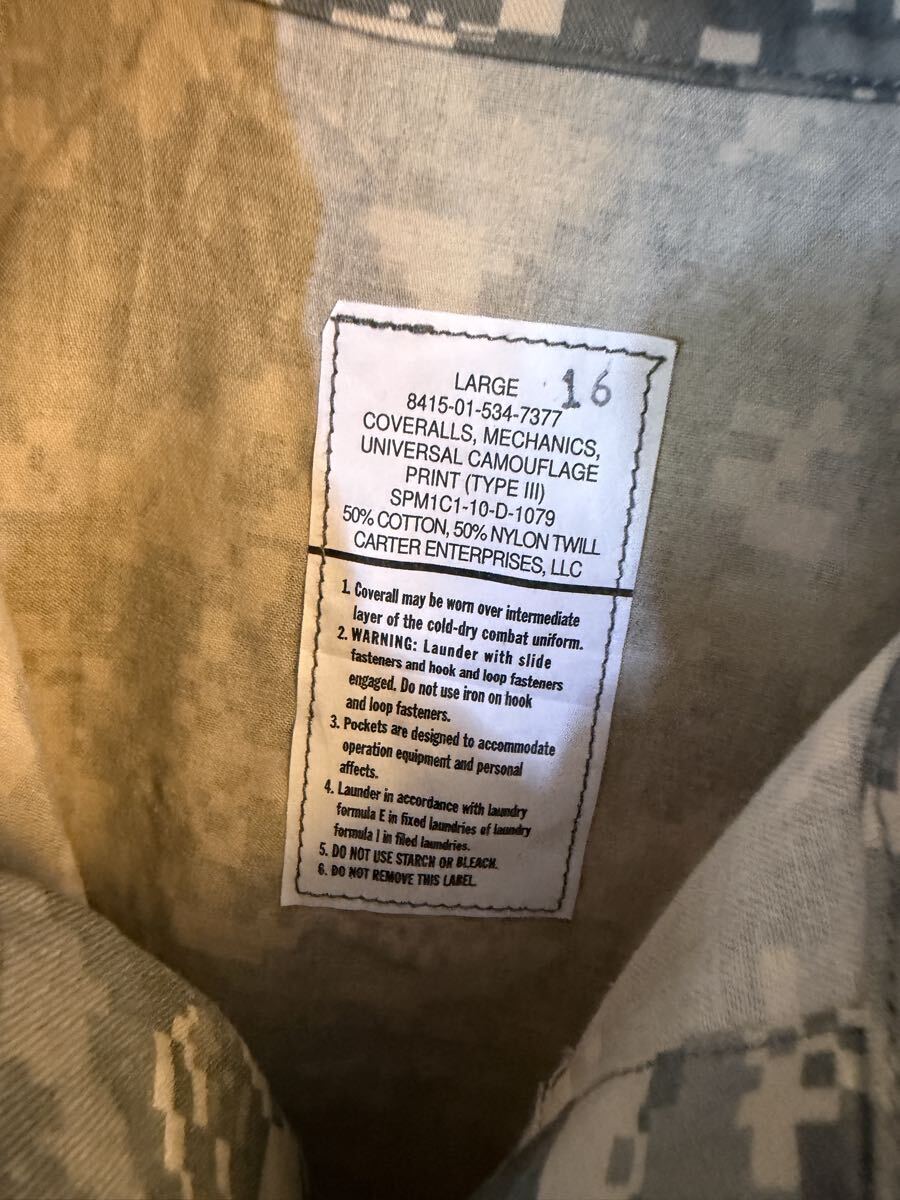 LARGE 16
8415-01-534-7377
COVERALLS, MECHANICS,
UNIVERSAL CAMOUFLAGE
PRINT (TYPE III)
SPM1C1-10-D-1079
50% COTTON, 50% NYLON TWILL
CARTER ENTERPRISES, LLC
1. Coverall may be worn over intermediate
layer of the cold-dry combat uniform.
2. WARNING: Launder with slide
fasteners and hook and loop fasteners
engaged. Do not use iron on hook
and loop fasteners.
3. Pockets are designed to accommodate
operation equipment and personal
affects.
4. Launder in accordance with laundry
formula E in fixed laundries of laundry
formula I in filed laundries.
5. DO NOT USE STARCH OR BLEACH.
6. DO NOT REMOVE THIS LABEL.